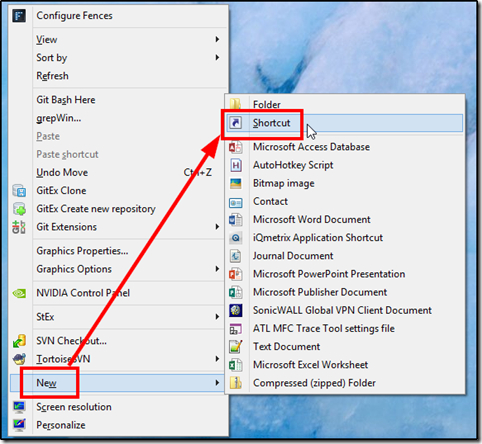 Configure Fences
View
Sort by
Refresh
Git Bash Here
grepWin...
Paste
Paste shortcut
Undo Move Ctrl+Z
GitEx Clone
GitEx Create new repository
Git Extensions
Graphics Properties...
Graphics Options
NVIDIA Control Panel
StEx
SVN Checkout...
TortoiseSVN
New
Screen resolution
Personalize
Folder
Shortcut
Microsoft Access Database
AutoHotkey Script
Bitmap image
Contact
Microsoft Word Document
iQmetrix Application Shortcut
Journal Document
Microsoft PowerPoint Presentation
Microsoft Publisher Document
SonicWALL Global VPN Client Document
ATL MFC Trace Tool settings file
Text Document
Microsoft Excel Worksheet
Compressed (zipped) Folder